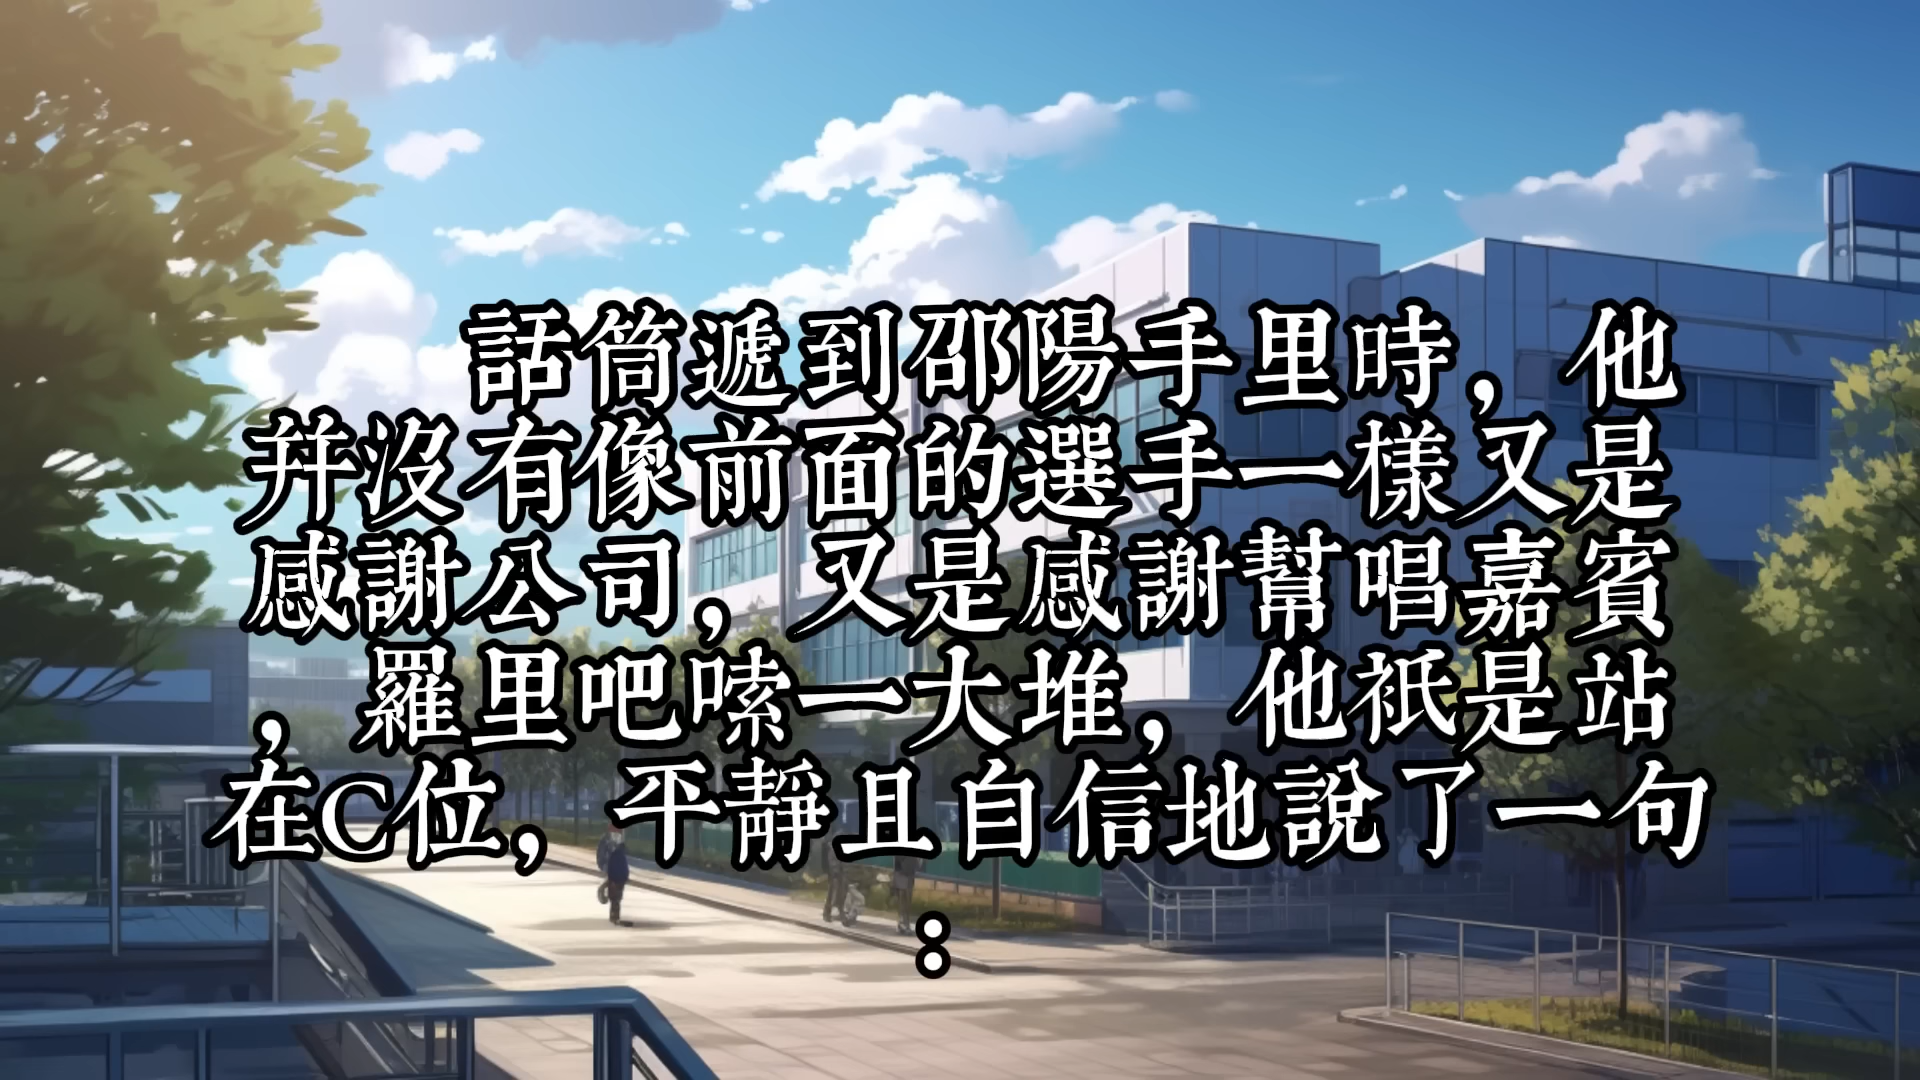 話筒遞到邵陽手里時，他
并沒有像前面的選手一樣又是
感謝公司，又是感謝幫唱嘉賓
，羅里吧嗦一大堆，他衹是站
在C位，平靜且自信地說了一句
：